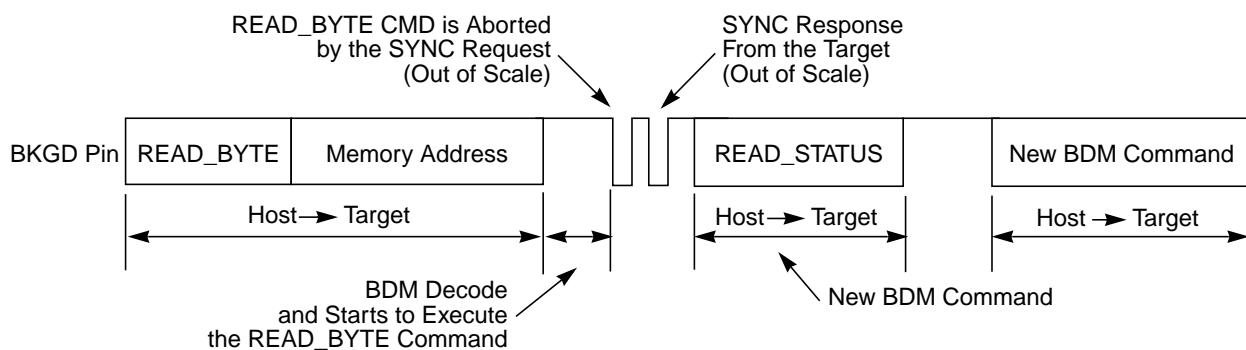 READ_BYTE CMD is Aborted
by the SYNC Request
(Out of Scale)
SYNC Response
From the Target
(Out of Scale)
BKGD Pin
READ_BYTE
Memory Address
READ_STATUS
New BDM Command
Host → Target
Host → Target
Host → Target
BDM Decode
and Starts to Execute
the READ_BYTE Command
New BDM Command